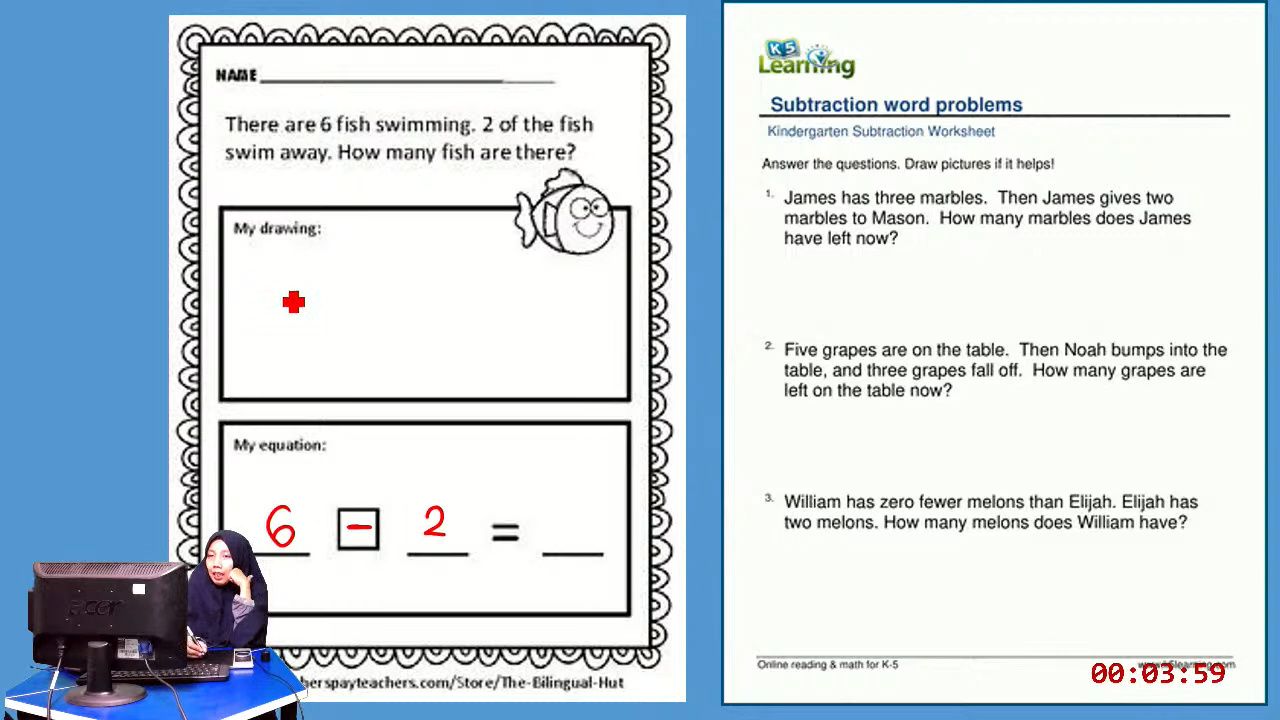 NAME
There are 6 fish swimming. 2 of the fish
swim away. How many fish are there?
My drawing:
My equation:
6 − 2 =
acer
herspayteachers.com/Store/The-Bilingual-Hut
K5
Learning
Subtraction word problems
Kindergarten Subtraction Worksheet
Answer the questions. Draw pictures if it helps!
1. James has three marbles. Then James gives two
marbles to Mason. How many marbles does James
have left now?
2. Five grapes are on the table. Then Noah bumps into the
table, and three grapes fall off. How many grapes are
left on the table now?
3. William has zero fewer melons than Elijah. Elijah has
two melons. How many melons does William have?
Online reading & math for K-5
www.k5learning.com
00:03:59